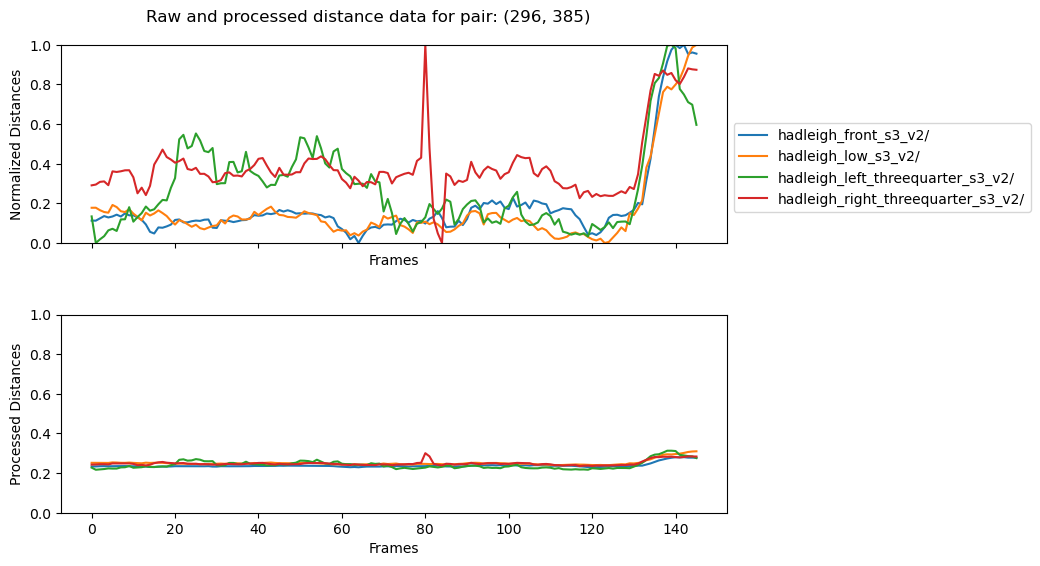 Raw and processed distance data for pair: (296, 385)
1.0
0.8
0.6
0.4
0.2
0.0
Normalized Distances
Frames
hadleigh_front_s3_v2/
hadleigh_low_s3_v2/
hadleigh_left_threequarter_s3_v2/
hadleigh_right_threequarter_s3_v2/
1.0
0.8
0.6
0.4
0.2
0.0
Processed Distances
0 20 40 60 80 100 120 140
Frames